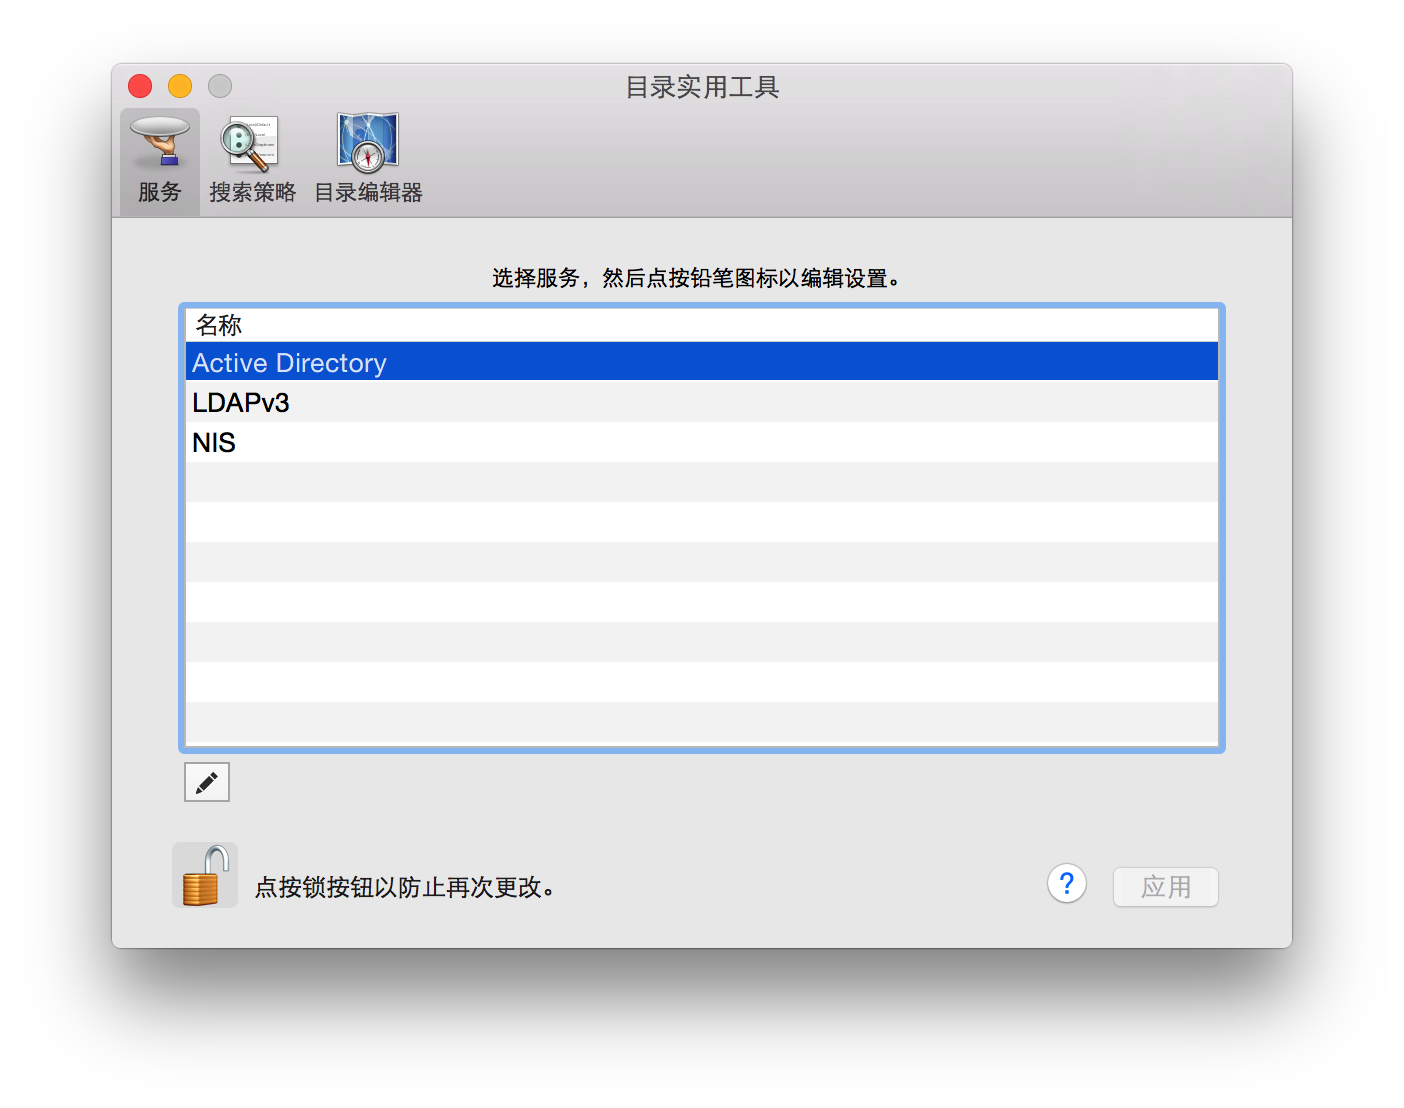 目录实用工具
服务
搜索策略
目录编辑器
选择服务，然后点按铅笔图标以编辑设置。
名称
Active Directory
LDAPv3
NIS
点按锁按钮以防止再次更改。
?
应用